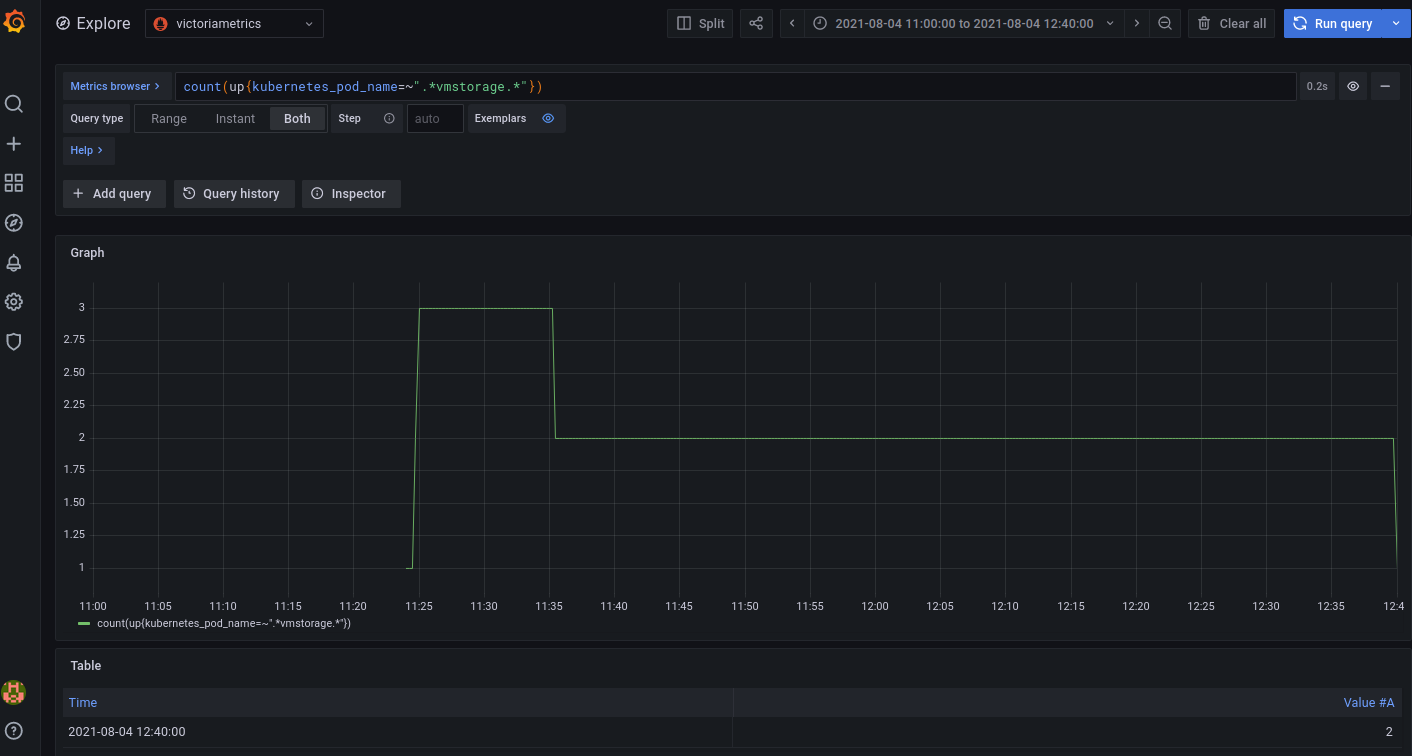 Explore
victoriametrics
Split
2021-08-04 11:00:00 to 2021-08-04 12:40:00
Clear all
Run query
Metrics browser >
count(up{kubernetes_pod_name=~".*vmstorage.*"})
0.2s
Query type
Range
Instant
Both
Step
auto
Exemplars
Help >
+ Add query
Query history
Inspector
Graph
3
2.75
2.50
2.25
2
1.75
1.50
1.25
1
11:00 11:05 11:10 11:15 11:20 11:25 11:30 11:35 11:40 11:45 11:50 11:55 12:00 12:05 12:10 12:15 12:20 12:25 12:30 12:35 12:4
count(up{kubernetes_pod_name=~".*vmstorage.*"})
Table
Time Value #A
2021-08-04 12:40:00 2